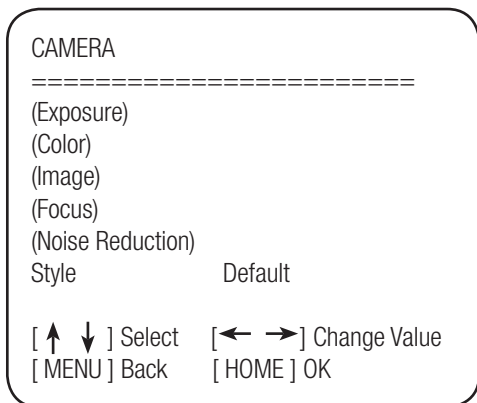 CAMERA
========================
(Exposure)
(Color)
(Image)
(Focus)
(Noise Reduction)
Style Default
[ ↑ ↓ ] Select [← →] Change Value
[ MENU ] Back [ HOME ] OK